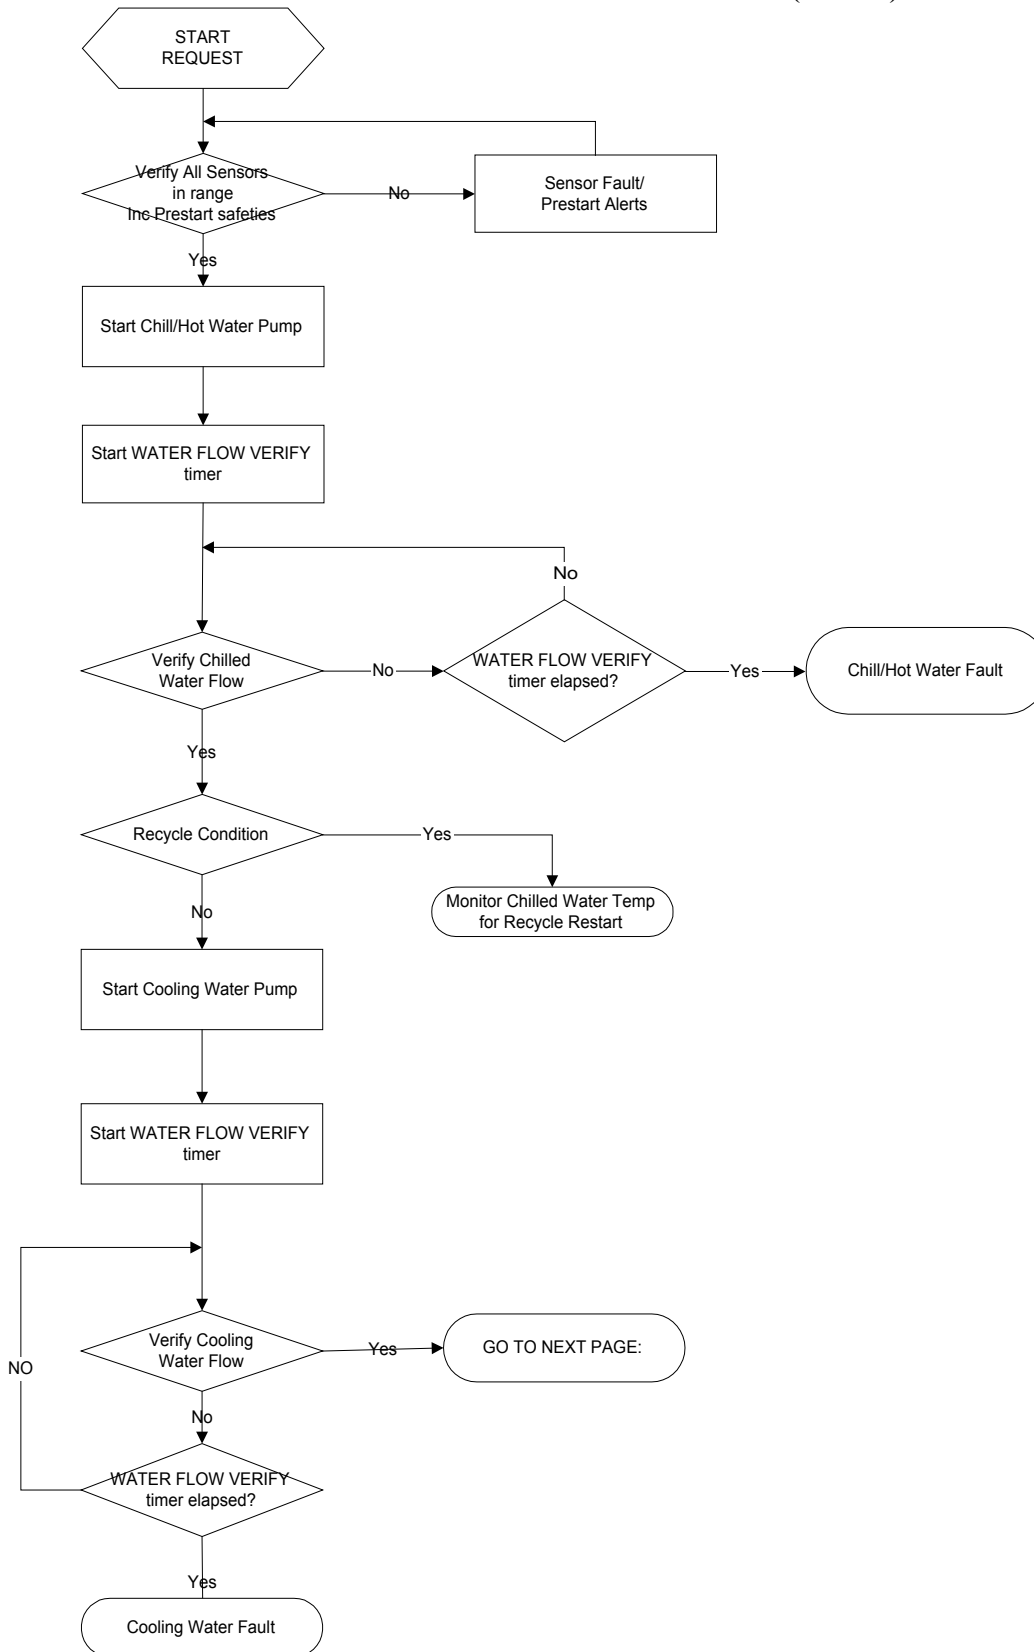 START
REQUEST
Verify All Sensors
in range
Inc Prestart safeties
No
Sensor Fault/
Prestart Alerts
Yes
Start Chill/Hot Water Pump
Start WATER FLOW VERIFY
timer
No
Verify Chilled
Water Flow
No
WATER FLOW VERIFY
timer elapsed?
Yes
Chill/Hot Water Fault
Yes
Recycle Condition
Yes
Monitor Chilled Water Temp
for Recycle Restart
No
Start Cooling Water Pump
Start WATER FLOW VERIFY
timer
Verify Cooling
Water Flow
Yes
GO TO NEXT PAGE:
NO
No
WATER FLOW VERIFY
timer elapsed?
Yes
Cooling Water Fault